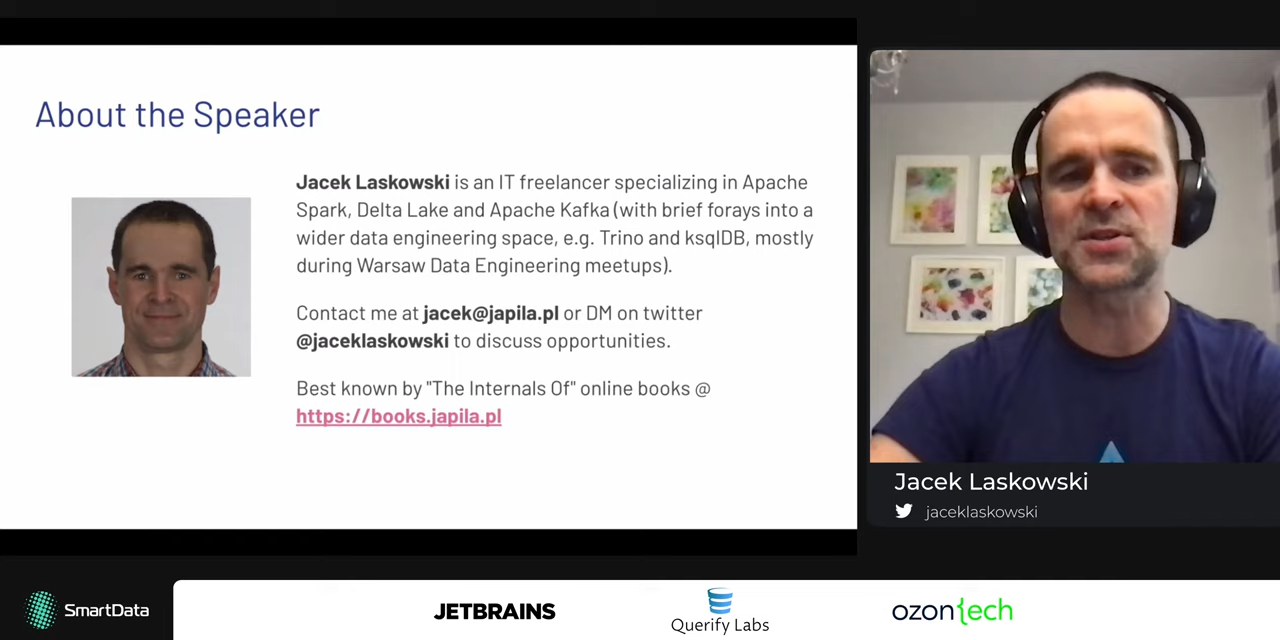 About the Speaker
Jacek Laskowski is an IT freelancer specializing in Apache
Spark, Delta Lake and Apache Kafka (with brief forays into a
wider data engineering space, e.g. Trino and ksqlDB, mostly
during Warsaw Data Engineering meetups).
Contact me at jacek@japila.pl or DM on twitter
@jaceklaskowski to discuss opportunities.
Best known by "The Internals Of" online books @
https://books.japila.pl
Jacek Laskowski
jaceklaskowski
SmartData
JETBRAINS
Querify Labs
ozon{ech